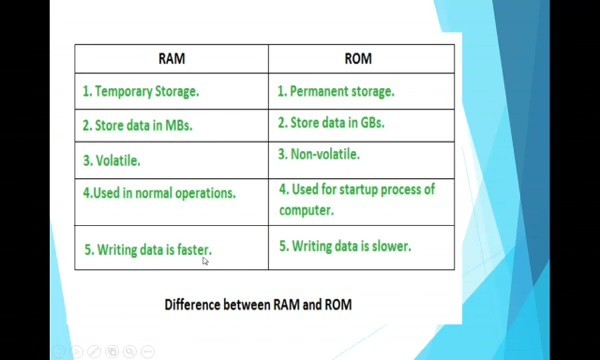 RAM
ROM
1. Temporary Storage.
1. Permanent storage.
2. Store data in MBs.
2. Store data in GBs.
3. Volatile.
3. Non-volatile.
4.Used in normal operations.
4. Used for startup process of
computer.
5. Writing data is faster.
5. Writing data is slower.
Difference between RAM and ROM